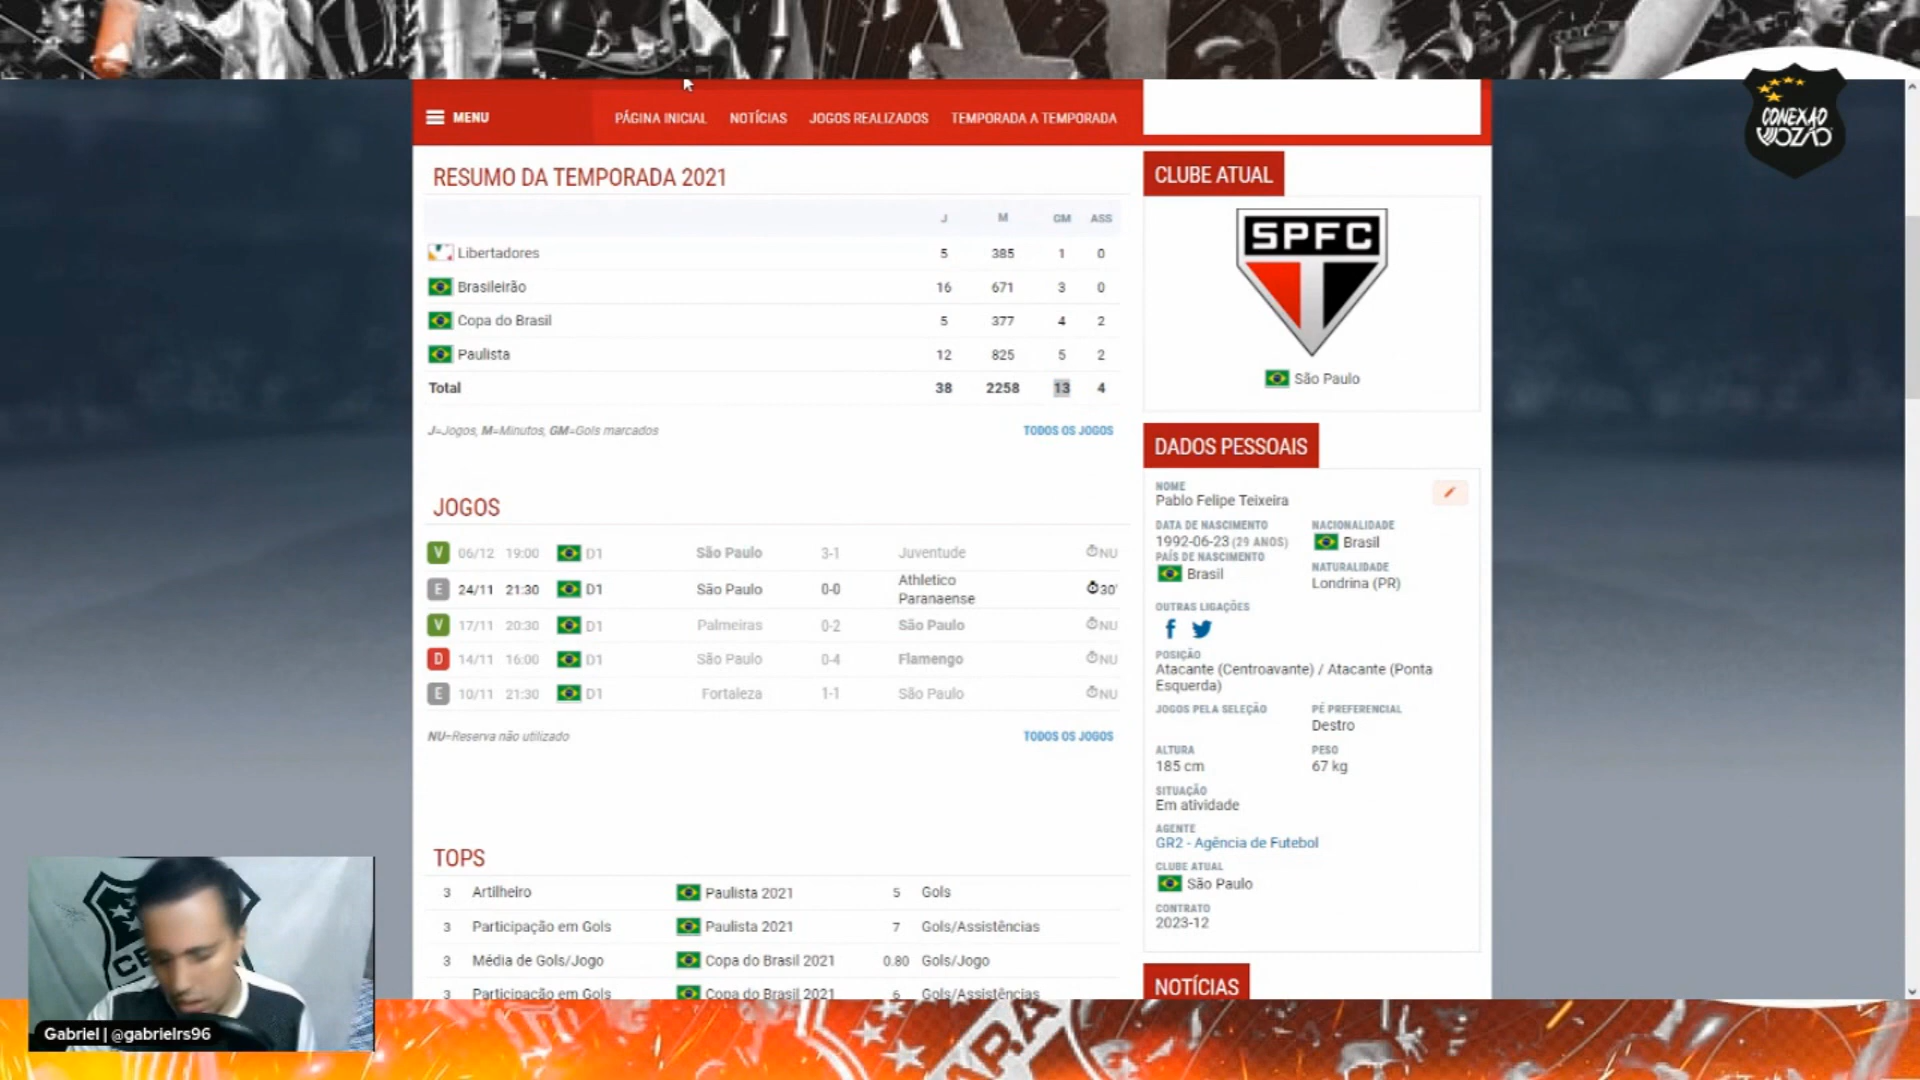 MENU
PÁGINA INICIAL NOTÍCIAS JOGOS REALIZADOS TEMPORADA A TEMPORADA
CONEXÃO
VOZÃO
RESUMO DA TEMPORADA 2021
J M GM ASS
Libertadores 5 385 1 0
Brasileirão 16 671 3 0
Copa do Brasil 5 377 4 2
Paulista 12 825 5 2
Total 38 2258 13 4
J=Jogos, M=Minutos, GM=Gols marcados TODOS OS JOGOS
JOGOS
V 06/12 19:00 D1 São Paulo 3-1 Juventude NU
E 24/11 21:30 D1 São Paulo 0-0 Athletico Paranaense 30'
V 17/11 20:30 D1 Palmeiras 0-2 São Paulo NU
D 14/11 16:00 D1 São Paulo 0-4 Flamengo NU
E 10/11 21:30 D1 Fortaleza 1-1 São Paulo NU
NU=Reserva não utilizado TODOS OS JOGOS
TOPS
3 Artilheiro Paulista 2021 5 Gols
3 Participação em Gols Paulista 2021 7 Gols/Assistências
3 Média de Gols/Jogo Copa do Brasil 2021 0.80 Gols/Jogo
3 Participação em Gols Copa do Brasil 2021 6 Gols/Assistências
CLUBE ATUAL
SPFC
São Paulo
DADOS PESSOAIS
NOME
Pablo Felipe Teixeira
DATA DE NASCIMENTO NACIONALIDADE
1992-06-23 (29 ANOS) Brasil
PAÍS DE NASCIMENTO NATURALIDADE
Brasil Londrina (PR)
OUTRAS LIGAÇÕES
POSIÇÃO
Atacante (Centroavante) / Atacante (Ponta
Esquerda)
JOGOS PELA SELEÇÃO PÉ PREFERENCIAL
Destro
ALTURA PESO
185 cm 67 kg
SITUAÇÃO
Em atividade
AGENTE
GR2 - Agência de Futebol
CLUBE ATUAL
São Paulo
CONTRATO
2023-12
NOTÍCIAS
Gabriel | @gabrielrs96